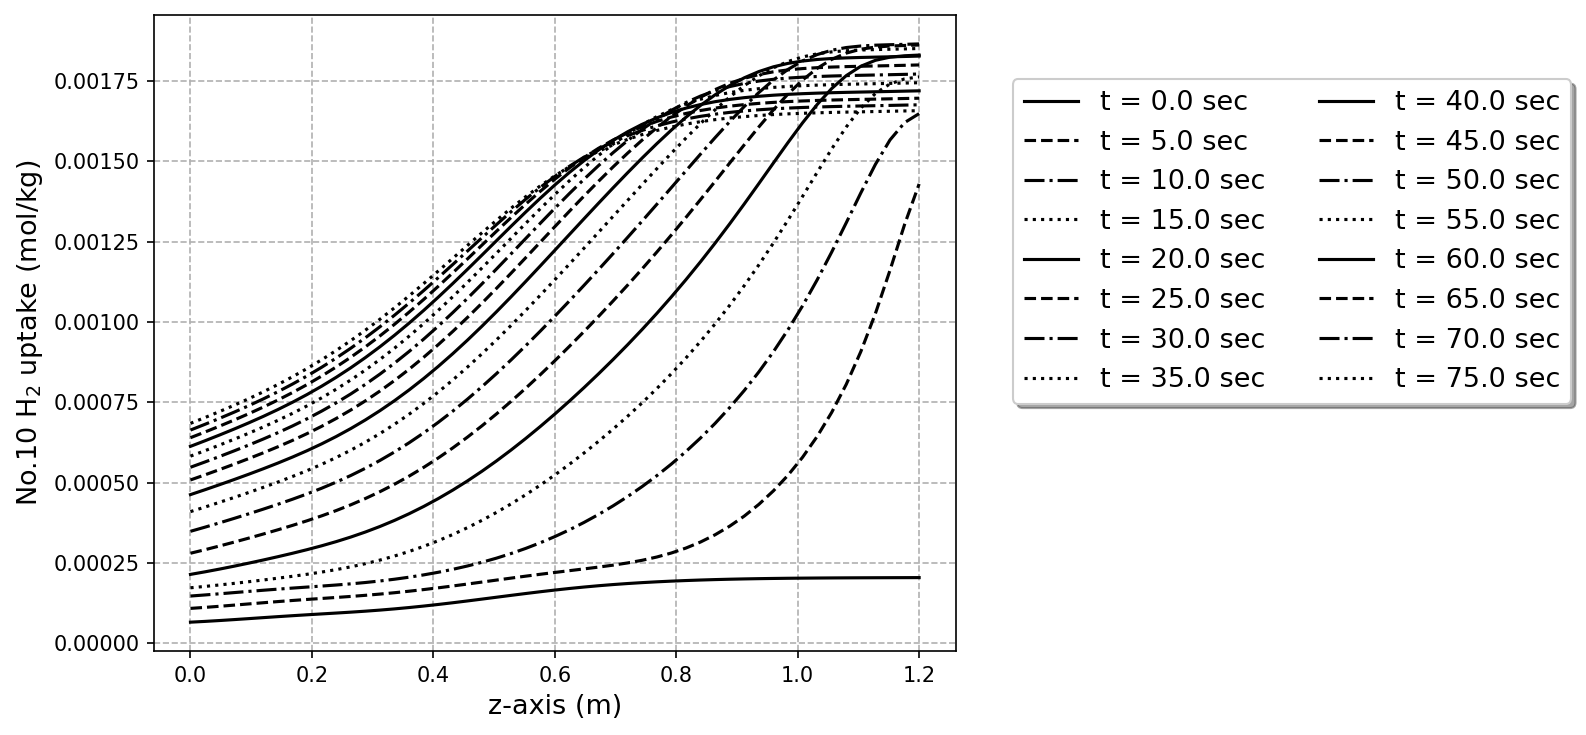 No.10 H₂ uptake (mol/kg)
0.00175
0.00150
0.00125
0.00100
0.00075
0.00050
0.00025
0.00000
0.0 0.2 0.4 0.6 0.8 1.0 1.2
z-axis (m)
t = 0.0 sec
t = 5.0 sec
t = 10.0 sec
t = 15.0 sec
t = 20.0 sec
t = 25.0 sec
t = 30.0 sec
t = 35.0 sec
t = 40.0 sec
t = 45.0 sec
t = 50.0 sec
t = 55.0 sec
t = 60.0 sec
t = 65.0 sec
t = 70.0 sec
t = 75.0 sec